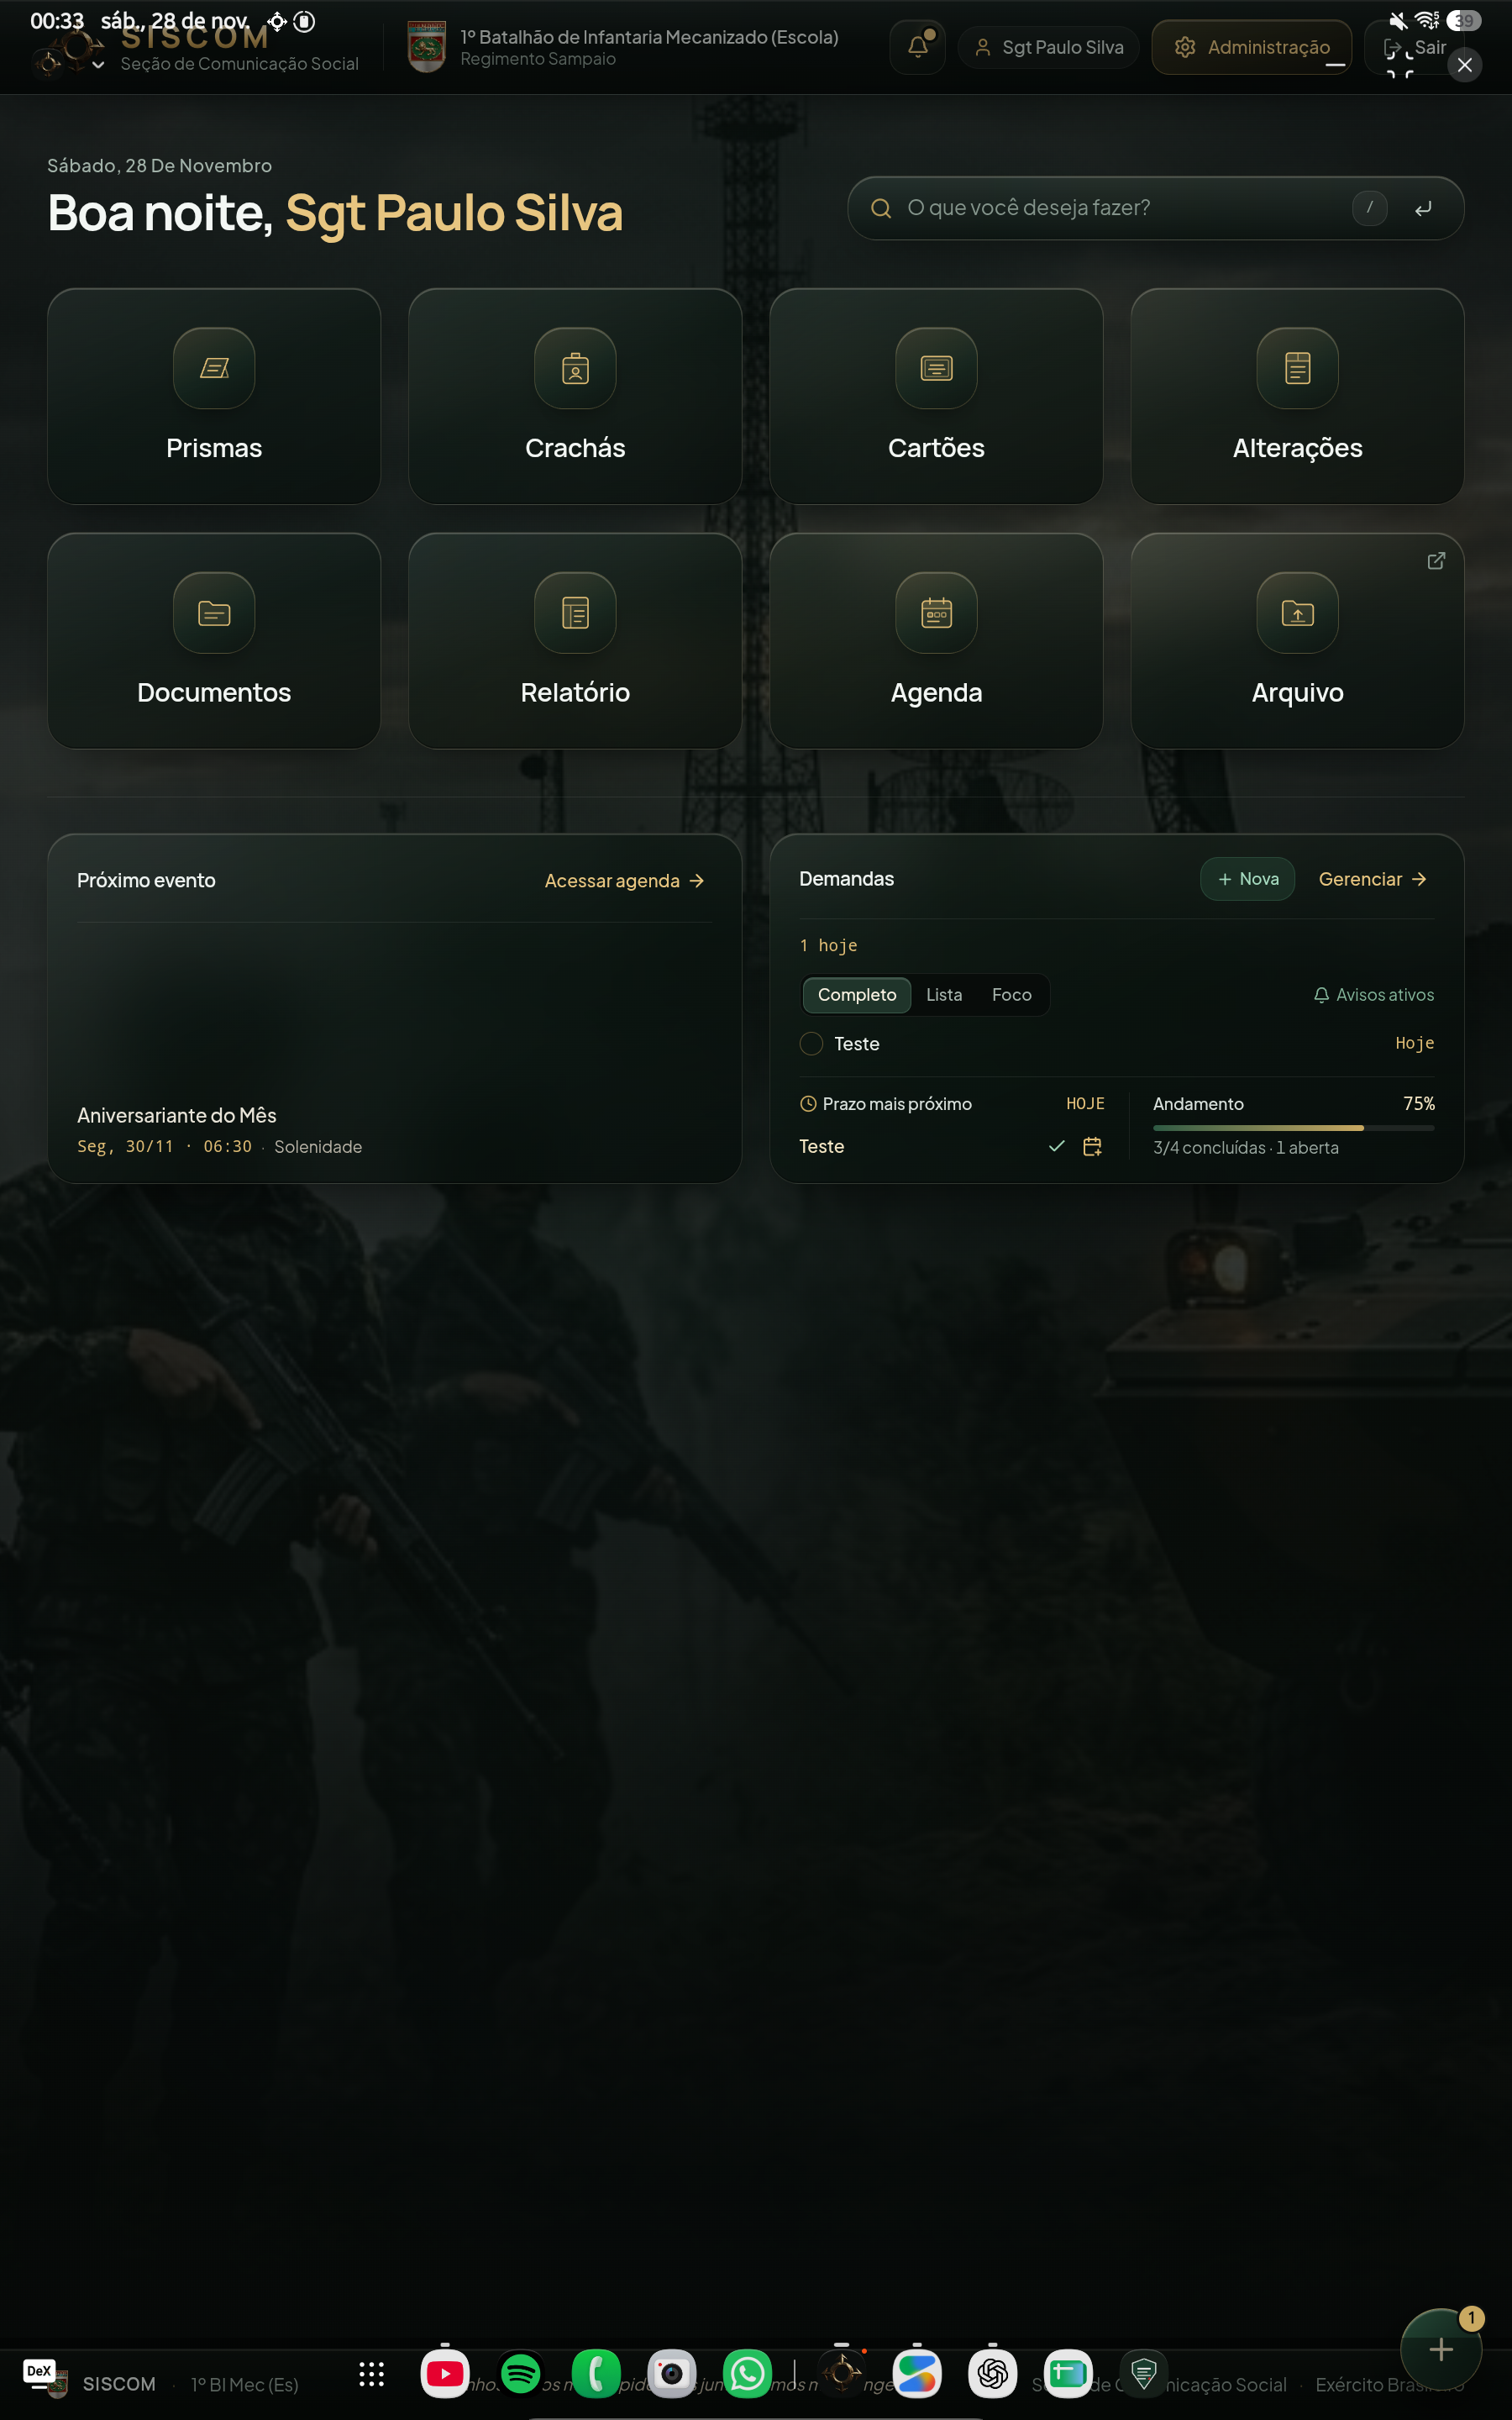 00:33 sáb., 28 de nov. 39
SISCOM
Seção de Comunicação Social
1º Batalhão de Infantaria Mecanizado (Escola)
Regimento Sampaio
Sgt Paulo Silva
Administração
Sair
Sábado, 28 De Novembro
Boa noite, Sgt Paulo Silva
O que você deseja fazer? /
Prismas
Crachás
Cartões
Alterações
Documentos
Relatório
Agenda
Arquivo
Próximo evento
Acessar agenda →
Aniversariante do Mês
Seg, 30/11 · 06:30 · Solenidade
Demandas
+ Nova
Gerenciar →
1 hoje
Completo Lista Foco
Avisos ativos
Teste Hoje
Prazo mais próximo HOJE
Teste
Andamento 75%
3/4 concluídas · 1 aberta
1
DeX
SISCOM · 1º BI Mec (Es)
de Social · Exército